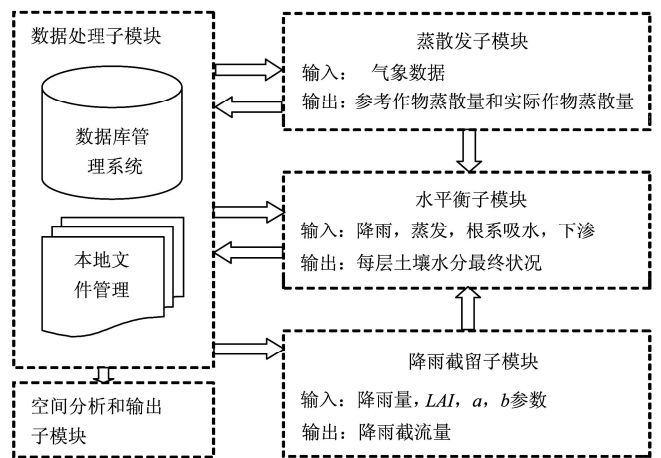 数据处理子模块
数据库管
理系统
本地文
件管理
空间分析和输出
子模块
蒸散发子模块
输入： 气象数据
输出：参考作物蒸散量和实际作物蒸散量
水平衡子模块
输入：降雨，蒸发，根系吸水，下渗
输出：每层土壤水分最终状况
降雨截留子模块
输入：降雨量，LAI，a，b参数
输出：降雨截流量